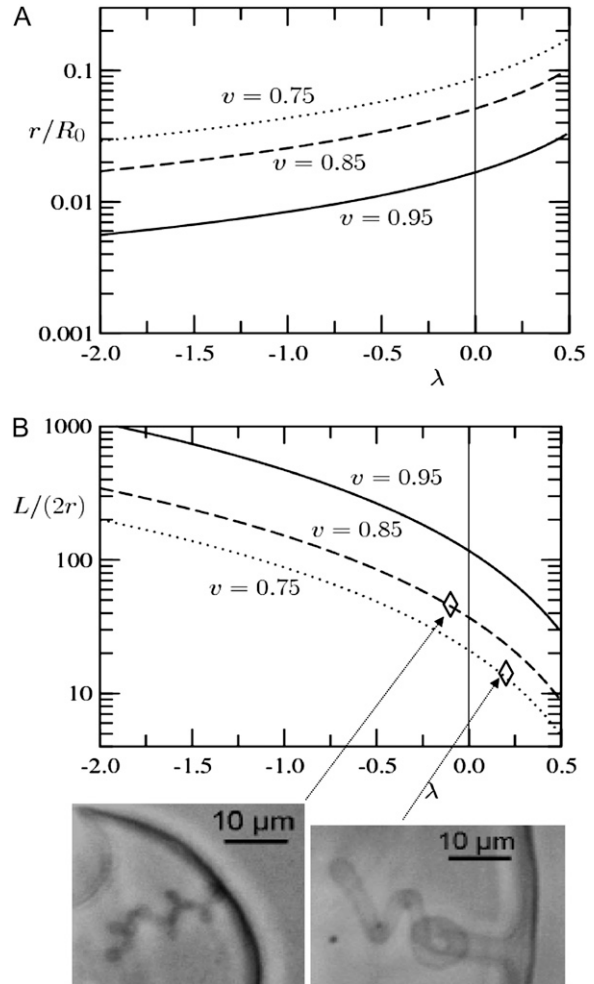 A
0.1
v = 0.75
r/R₀
v = 0.85
0.01
v = 0.95
0.001
-2.0 -1.5 -1.0 -0.5 0.0 0.5
λ
B
1000
v = 0.95
L/(2r)
v = 0.85
100
v = 0.75
10
-2.0 -1.5 -1.0 -0.5 0.0 0.5
λ
10 µm 10 µm